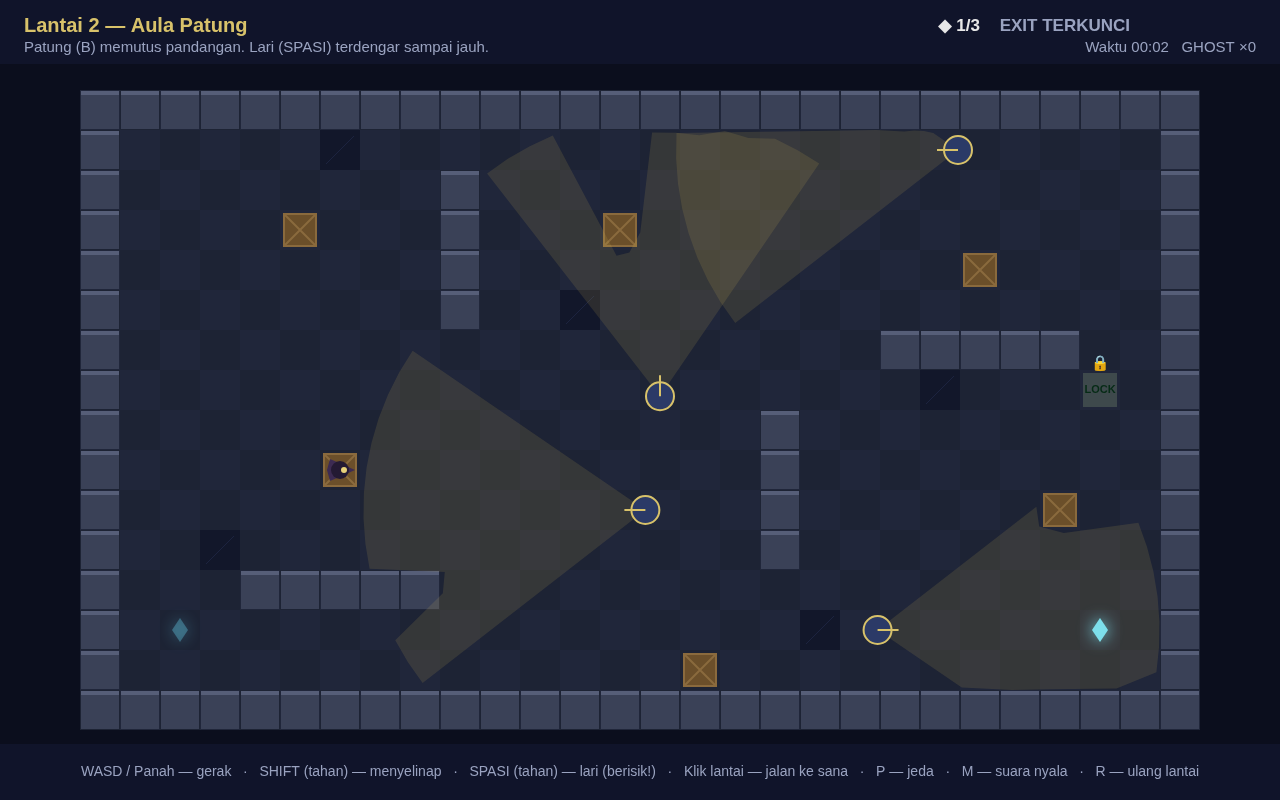 Lantai 2 — Aula Patung
Patung (B) memutus pandangan. Lari (SPASI) terdengar sampai jauh.
◆ 1/3 EXIT TERKUNCI
Waktu 00:02 GHOST ×0
LOCK
WASD / Panah — gerak · SHIFT (tahan) — menyelinap · SPASI (tahan) — lari (berisik!) · Klik lantai — jalan ke sana · P — jeda · M — suara nyala · R — ulang lantai